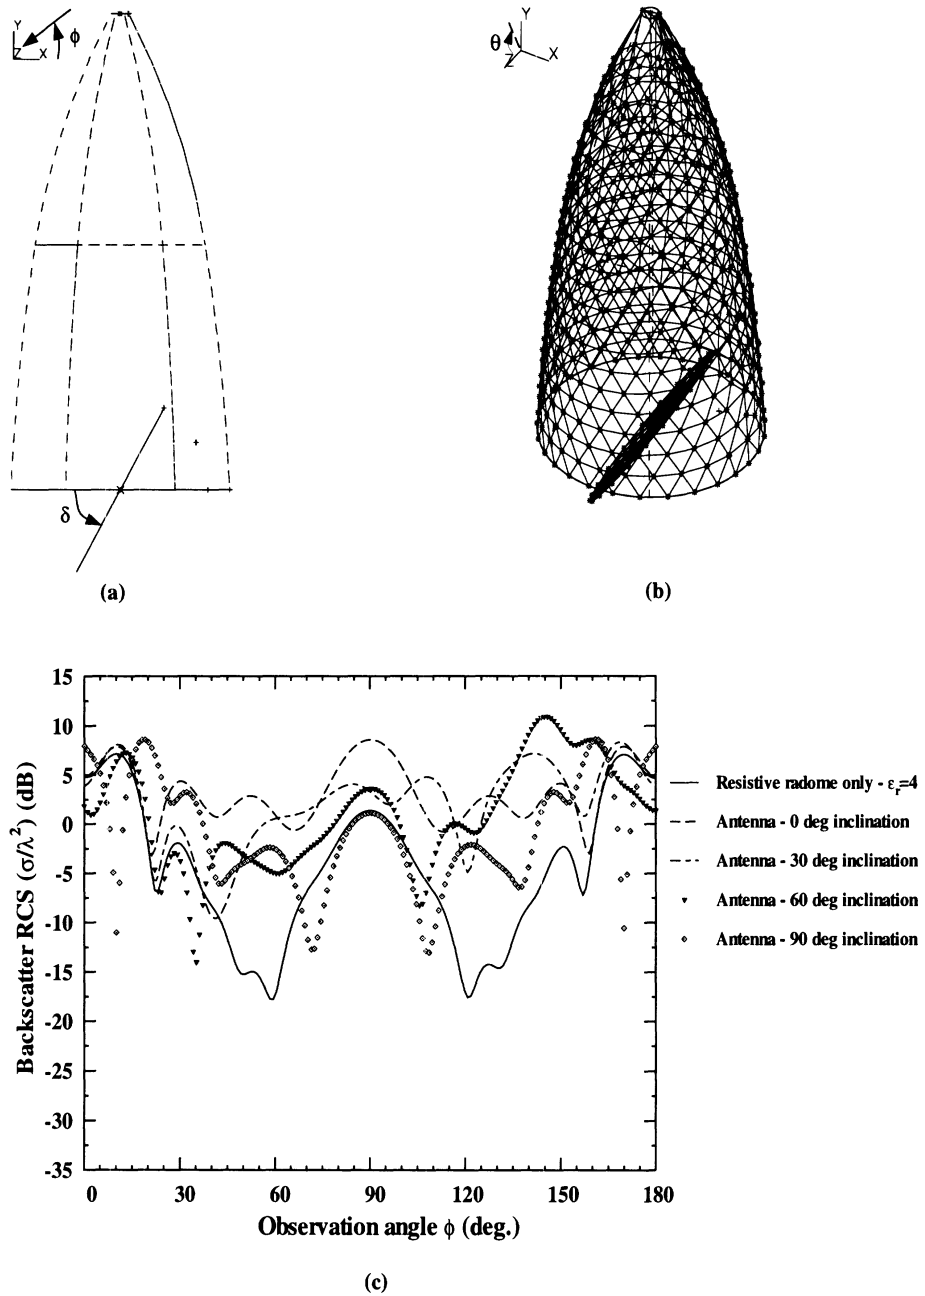 Y
Z X
ϕ
δ
(a)
Y
θ
X
Z
(b)
Backscatter RCS (σ/λ²) (dB)
15
10
5
0
-5
-10
-15
-20
-25
-30
-35
0 30 60 90 120 150 180
Observation angle ϕ (deg.)
Resistive radome only - εr=4
Antenna - 0 deg inclination
Antenna - 30 deg inclination
Antenna - 60 deg inclination
Antenna - 90 deg inclination
(c)